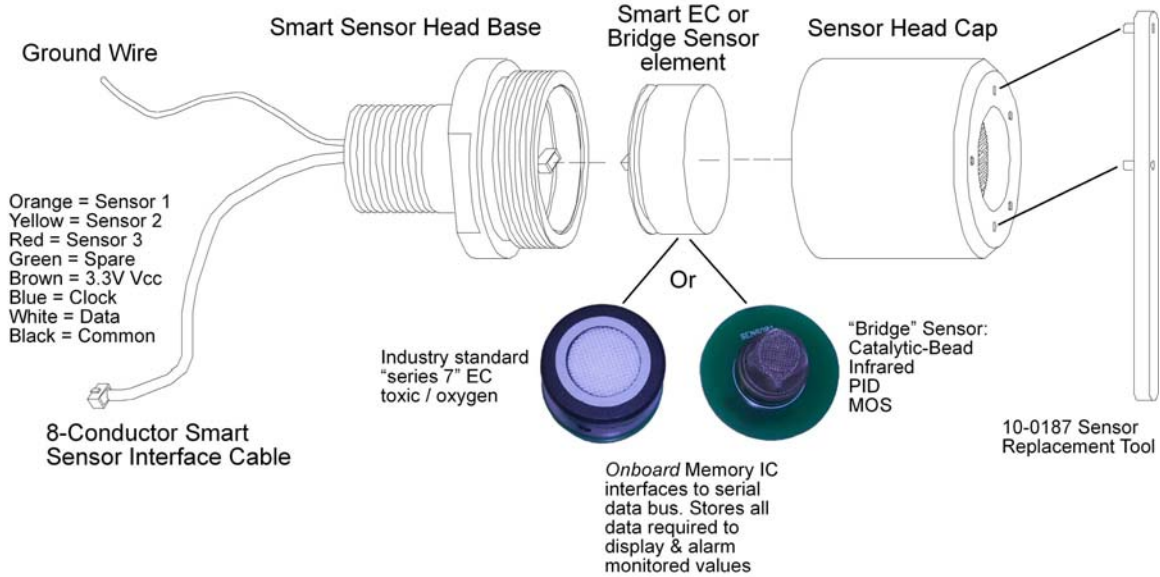 Ground Wire
Smart Sensor Head Base
Smart EC or
Bridge Sensor
element
Sensor Head Cap
Orange = Sensor 1
Yellow = Sensor 2
Red = Sensor 3
Green = Spare
Brown = 3.3V Vcc
Blue = Clock
White = Data
Black = Common
8-Conductor Smart
Sensor Interface Cable
Or
Industry standard
“series 7” EC
toxic / oxygen
“Bridge” Sensor:
Catalytic-Bead
Infrared
PID
MOS
Onboard Memory IC
interfaces to serial
data bus. Stores all
data required to
display & alarm
monitored values
10-0187 Sensor
Replacement Tool